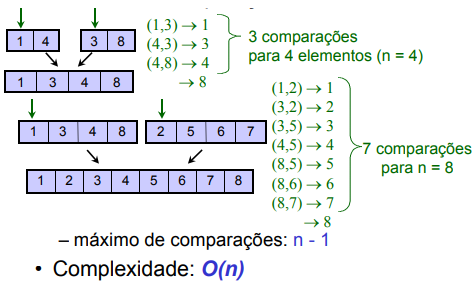 1 4 3 8
(1,3) → 1
(4,3) → 3
(4,8) → 4
→ 8
3 comparações
para 4 elementos (n = 4)
1 3 4 8
1 3 4 8 2 5 6 7
(1,2) → 1
(3,2) → 2
(3,5) → 3
(4,5) → 4
(8,5) → 5
(8,6) → 6
(8,7) → 7
→ 8
7 comparações
para n = 8
1 2 3 4 5 6 7 8
– máximo de comparações: n - 1
• Complexidade: O(n)